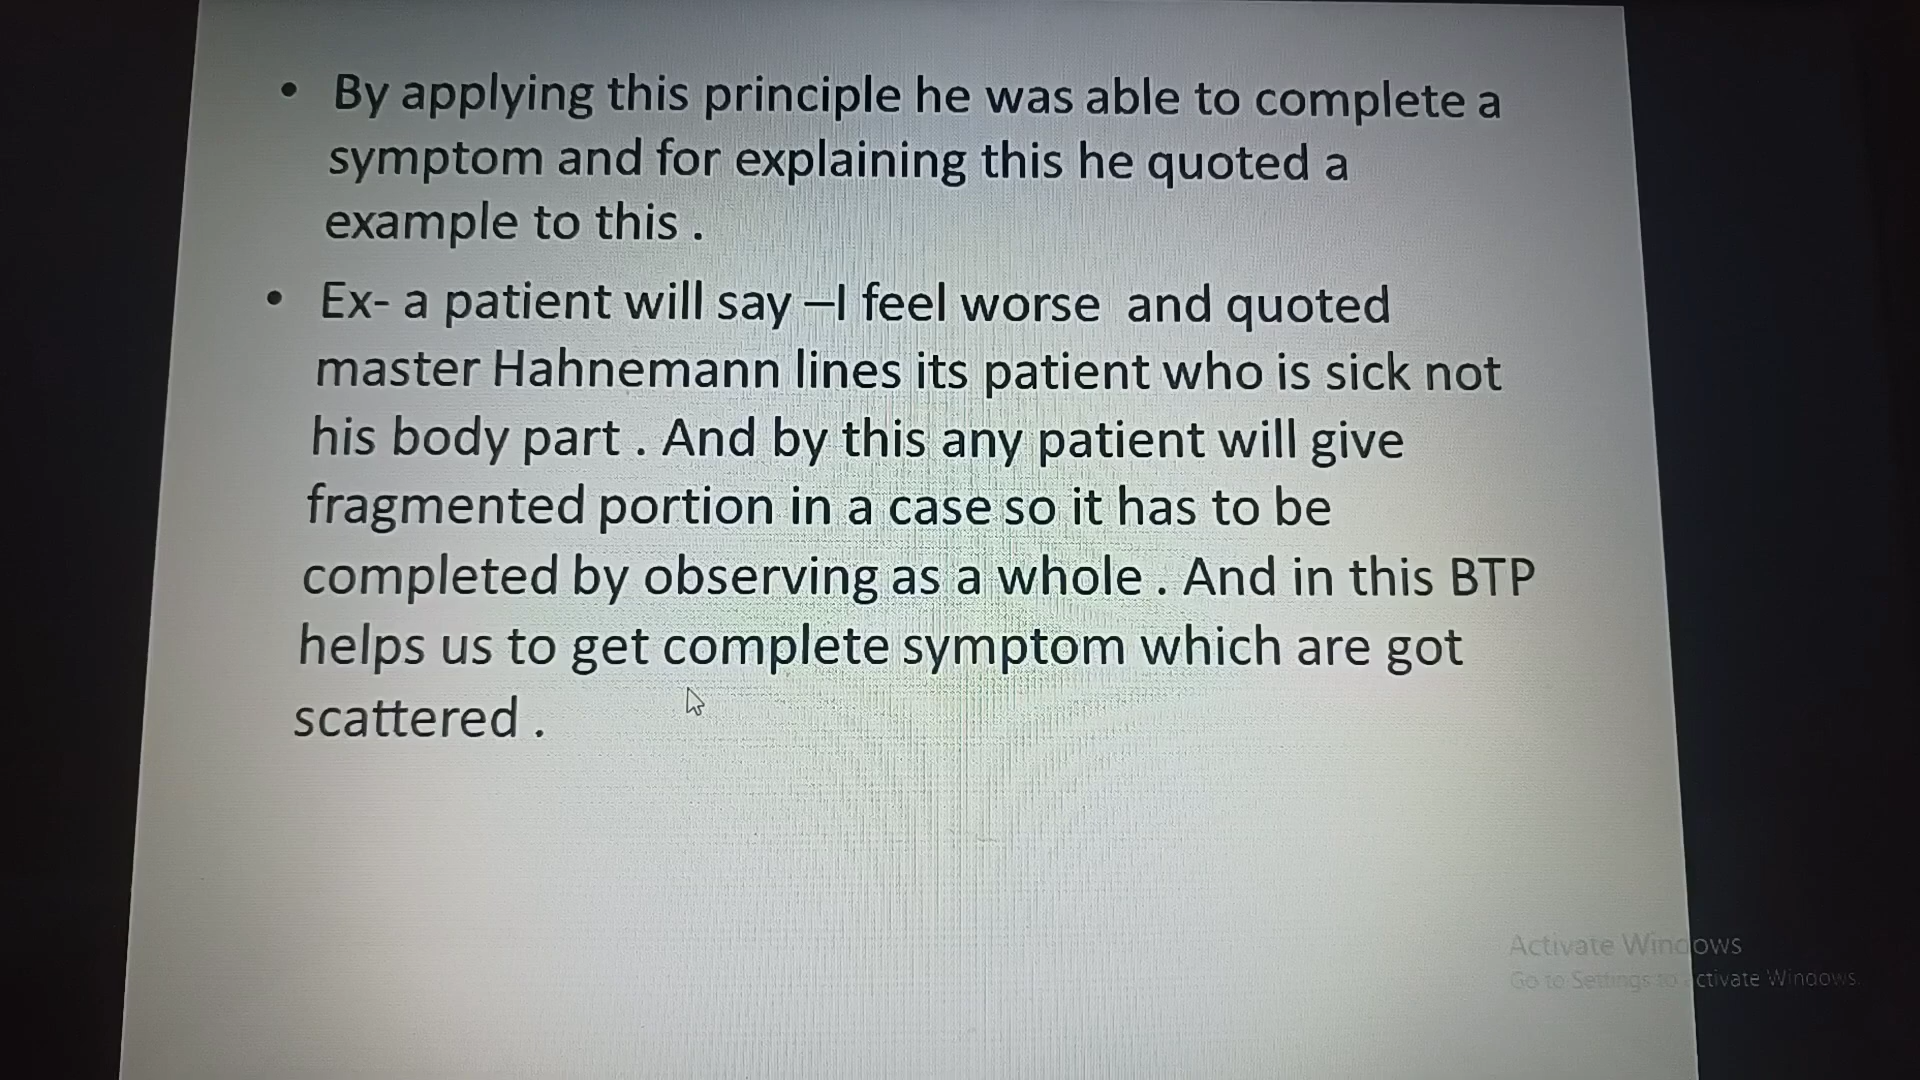 • By applying this principle he was able to complete a
symptom and for explaining this he quoted a
example to this .
• Ex- a patient will say –I feel worse and quoted
master Hahnemann lines its patient who is sick not
his body part . And by this any patient will give
fragmented portion in a case so it has to be
completed by observing as a whole . And in this BTP
helps us to get complete symptom which are got
scattered .
Activate Windows
Go to Settings to activate Windows.